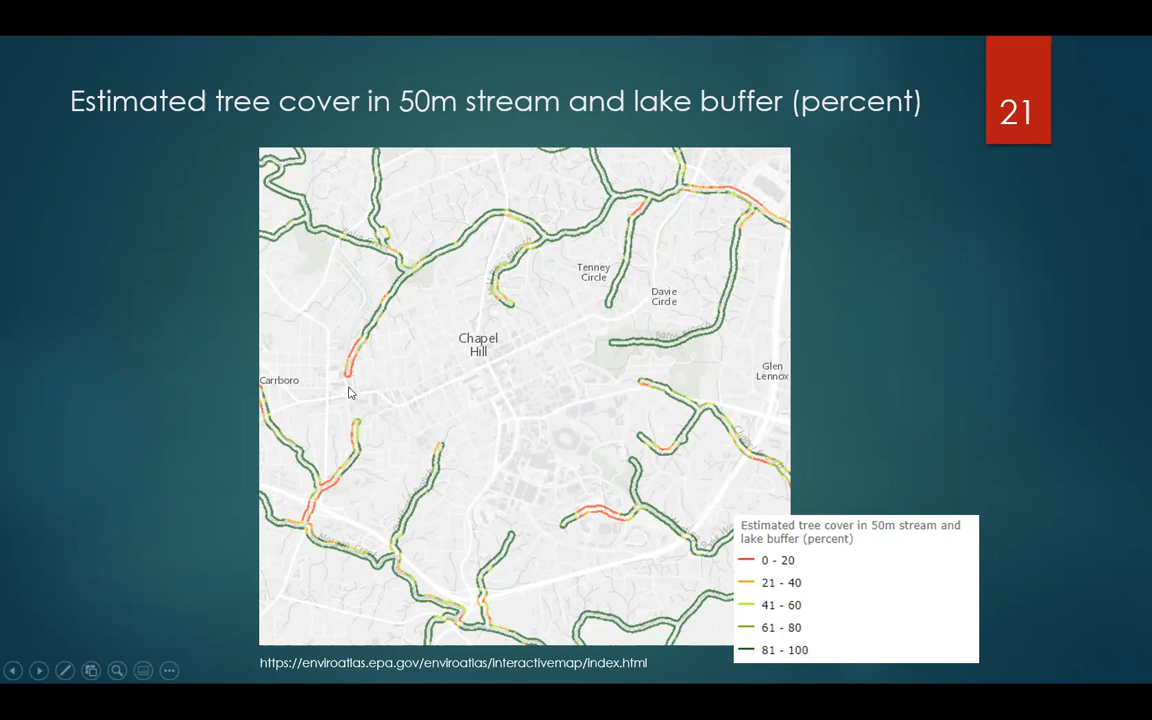 Estimated tree cover in 50m stream and lake buffer (percent)
21
Tenney
Circle
Davie
Circle
Chapel
Hill
Glen
Lennox
Carrboro
Estimated tree cover in 50m stream and
lake buffer (percent)
0 - 20
21 - 40
41 - 60
61 - 80
81 - 100
https://enviroatlas.epa.gov/enviroatlas/interactivemap/index.html